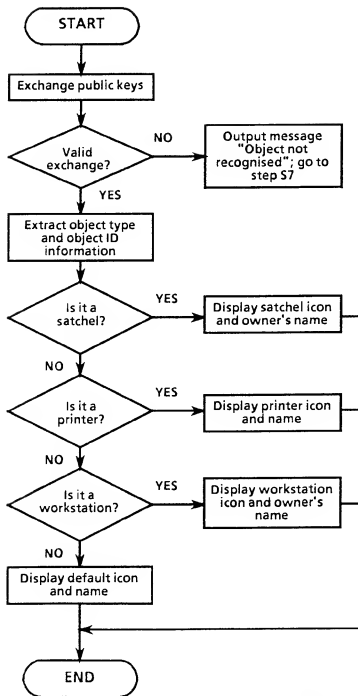 START
Exchange public keys
Valid
exchange?
NO
Output message
"Object not
recognised"; go to
step S7
YES
Extract object type
and object ID
information
Is it a
satchel?
YES
Display satchel icon
and owner's name
NO
Is it a
printer?
YES
Display printer icon
and name
NO
Is it a
workstation?
YES
Display workstation
icon and owner's
name
NO
Display default icon
and name
END